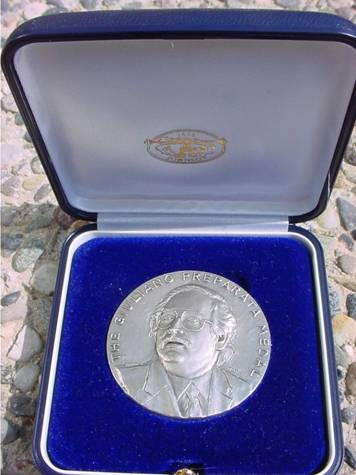 THE GIULIANO PREPARATA MEDAL